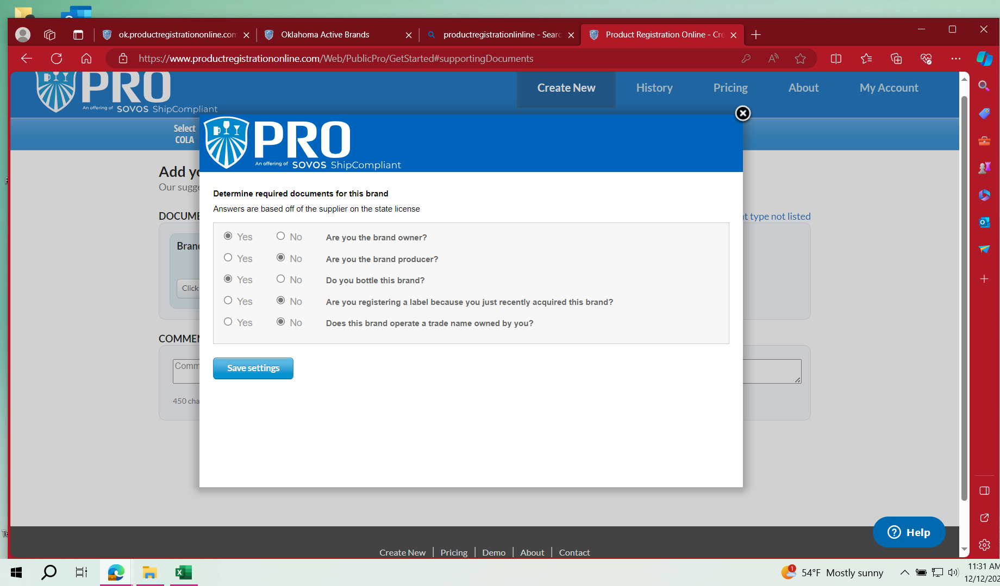 ok.productregistrationonline.com
Oklahoma Active Brands
productregistrationlinline - Searc
Product Registration Online - Cre
https://www.productregistrationonline.com/Web/PublicPro/GetStarted#supportingDocuments
PRO
An offering of SOVOS ShipCompliant
Create New
History
Pricing
About
My Account
Select
COLA
PRO
An offering of SOVOS ShipCompliant
Add yo
Our sugge
Determine required documents for this brand
Answers are based off of the supplier on the state license
DOCUME
t type not listed
Yes No Are you the brand owner?
Bran
Yes No Are you the brand producer?
Yes No Do you bottle this brand?
Click
Yes No Are you registering a label because you just recently acquired this brand?
Yes No Does this brand operate a trade name owned by you?
COMMEN
Comm
Save settings
450 cha
Help
Create New | Pricing | Demo | About | Contact
1
54°F Mostly sunny
11:31 AM
12/12/202